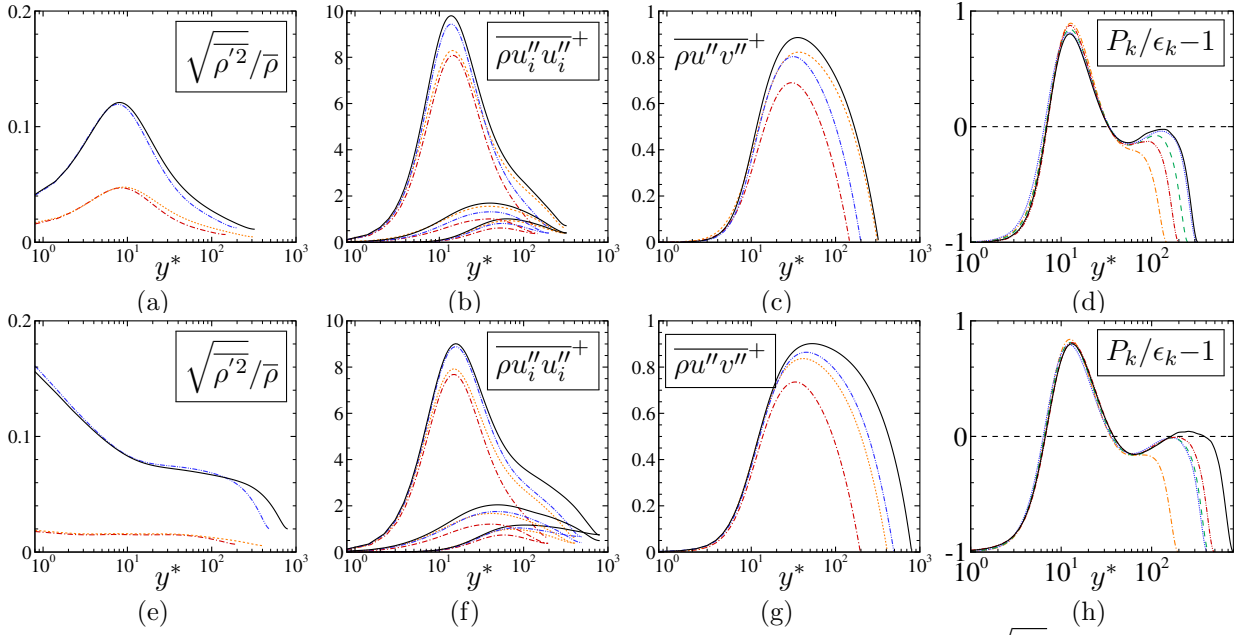 0.2 0.1 0 10⁰ 10¹ 10² 10³ y* √(ρ′²)/ρ̅
(a)
10 8 6 4 2 0 10⁰ 10¹ 10² 10³ y* ρu″ᵢu″ᵢ⁺
(b)
1 0.8 0.6 0.4 0.2 0 10⁰ 10¹ 10² 10³ y* ρu″v″⁺
(c)
1 0 -1 10⁰ 10¹ 10² y* Pₖ/ϵₖ−1
(d)
0.2 0.1 0 10⁰ 10¹ 10² 10³ y* √(ρ′²)/ρ̅
(e)
10 8 6 4 2 0 10⁰ 10¹ 10² 10³ y* ρu″ᵢu″ᵢ⁺
(f)
1 0.8 0.6 0.4 0.2 0 10⁰ 10¹ 10² 10³ y* ρu″v″⁺
(g)
1 0 -1 10⁰ 10¹ 10² y* Pₖ/ϵₖ−1
(h)